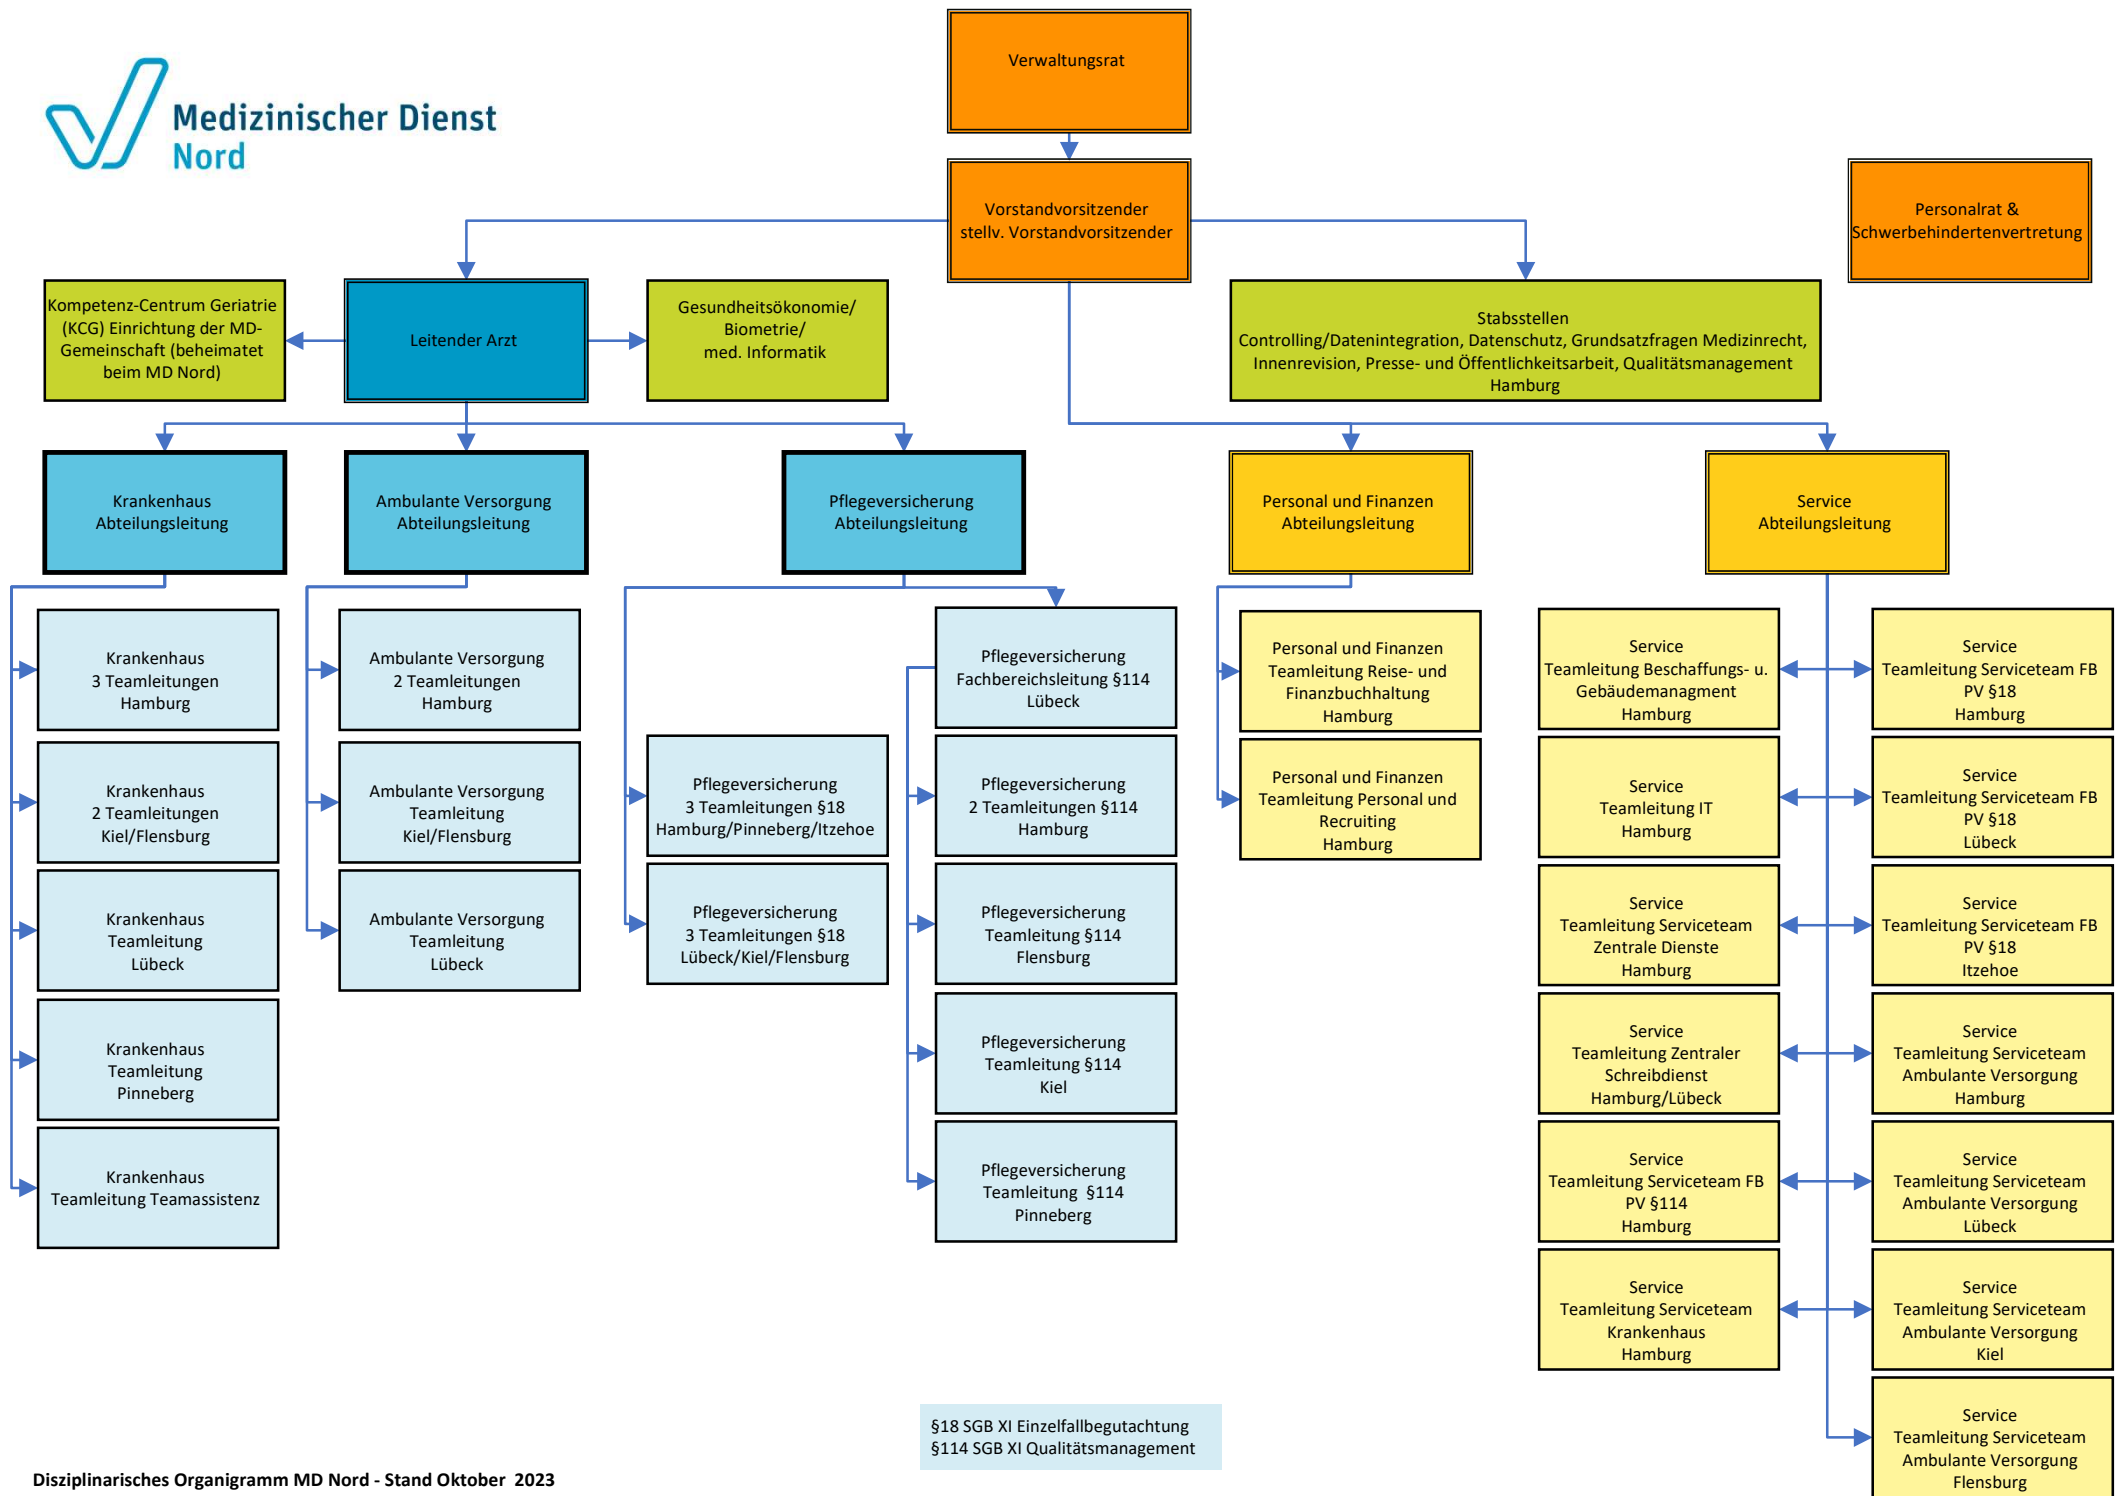 Verwaltungsrat
Medizinischer Dienst
Nord
Vorstandvorsitzender
stellv. Vorstandvorsitzender
Personalrat &
Schwerbehindertenvertretung
Kompetenz-Centrum Geriatrie
(KCG) Einrichtung der MD-
Gemeinschaft (beheimatet
beim MD Nord)
Leitender Arzt
Gesundheitsökonomie/
Biometrie/
med. Informatik
Stabsstellen
Controlling/Datenintegration, Datenschutz, Grundsatzfragen Medizinrecht,
Innenrevision, Presse- und Öffentlichkeitsarbeit, Qualitätsmanagement
Hamburg
Krankenhaus
Abteilungsleitung
Ambulante Versorgung
Abteilungsleitung
Pflegeversicherung
Abteilungsleitung
Personal und Finanzen
Abteilungsleitung
Service
Abteilungsleitung
Krankenhaus
3 Teamleitungen
Hamburg
Krankenhaus
2 Teamleitungen
Kiel/Flensburg
Krankenhaus
Teamleitung
Lübeck
Krankenhaus
Teamleitung
Pinneberg
Krankenhaus
Teamleitung Teamassistenz
Ambulante Versorgung
2 Teamleitungen
Hamburg
Ambulante Versorgung
Teamleitung
Kiel/Flensburg
Ambulante Versorgung
Teamleitung
Lübeck
Pflegeversicherung
3 Teamleitungen §18
Hamburg/Pinneberg/Itzehoe
Pflegeversicherung
3 Teamleitungen §18
Lübeck/Kiel/Flensburg
Pflegeversicherung
Fachbereichsleitung §114
Lübeck
Pflegeversicherung
2 Teamleitungen §114
Hamburg
Pflegeversicherung
Teamleitung §114
Flensburg
Pflegeversicherung
Teamleitung §114
Kiel
Pflegeversicherung
Teamleitung §114
Pinneberg
Personal und Finanzen
Teamleitung Reise- und
Finanzbuchhaltung
Hamburg
Personal und Finanzen
Teamleitung Personal und
Recruiting
Hamburg
Service
Teamleitung Beschaffungs- u.
Gebäudemanagment
Hamburg
Service
Teamleitung IT
Hamburg
Service
Teamleitung Serviceteam
Zentrale Dienste
Hamburg
Service
Teamleitung Zentraler
Schreibdienst
Hamburg/Lübeck
Service
Teamleitung Serviceteam FB
PV §114
Hamburg
Service
Teamleitung Serviceteam
Krankenhaus
Hamburg
Service
Teamleitung Serviceteam FB
PV §18
Hamburg
Service
Teamleitung Serviceteam FB
PV §18
Lübeck
Service
Teamleitung Serviceteam FB
PV §18
Itzehoe
Service
Teamleitung Serviceteam
Ambulante Versorgung
Hamburg
Service
Teamleitung Serviceteam
Ambulante Versorgung
Lübeck
Service
Teamleitung Serviceteam
Ambulante Versorgung
Kiel
Service
Teamleitung Serviceteam
Ambulante Versorgung
Flensburg
§18 SGB XI Einzelfallbegutachtung
§114 SGB XI Qualitätsmanagement
Disziplinarisches Organigramm MD Nord - Stand Oktober 2023